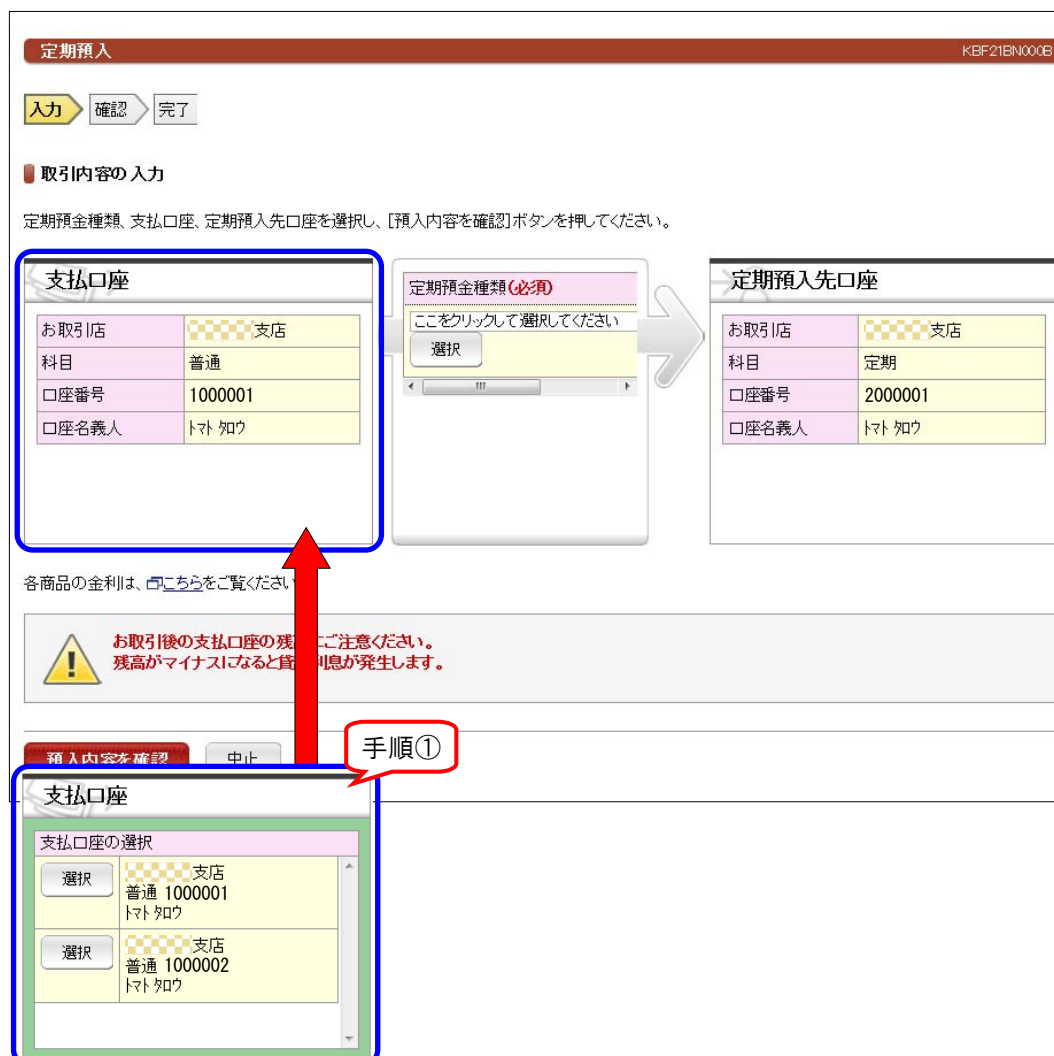 定期預入
KBF21BN000B
入力 確認 完了
取引内容の入力
定期預金種類、支払口座、定期預入先口座を選択し、[預入内容を確認]ボタンを押してください。
支払口座
お取引店 支店
科目 普通
口座番号 1000001
口座名義人 トマト タロウ
定期預金種類(必須)
ここをクリックして選択してください
選択
定期預入先口座
お取引店 支店
科目 定期
口座番号 2000001
口座名義人 トマト タロウ
各商品の金利は、こちらをご覧ください
お取引後の支払口座の残 にご注意ください。
残高がマイナスになると 利息が発生します。
預入内容を確認 中止
手順①
支払口座
支払口座の選択
選択
支店
普通 1000001
トマト タロウ
選択
支店
普通 1000002
トマト タロウ